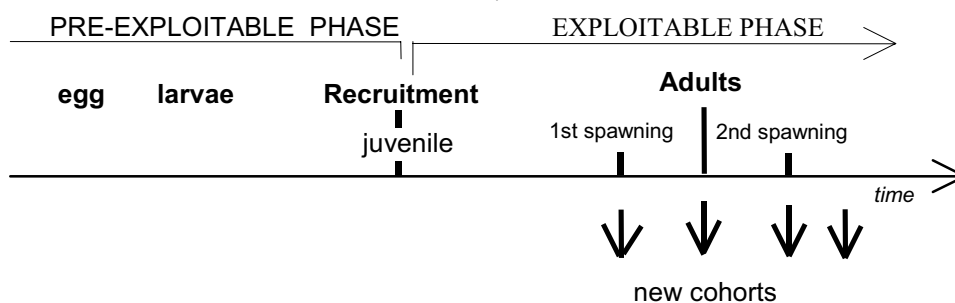 PRE-EXPLOITABLE PHASE EXPLOITABLE PHASE
egg larvae Recruitment Adults
juvenile 1st spawning 2nd spawning
time
new cohorts